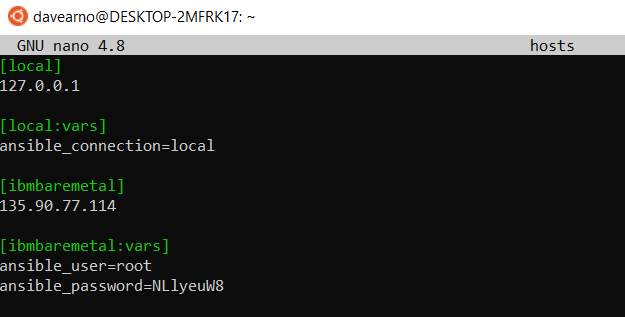 davearno@DESKTOP-2MFRK17: ~
GNU nano 4.8 hosts
[local]
127.0.0.1
[local:vars]
ansible_connection=local
[ibmbaremetal]
135.90.77.114
[ibmbaremetal:vars]
ansible_user=root
ansible_password=NLlyeuW8